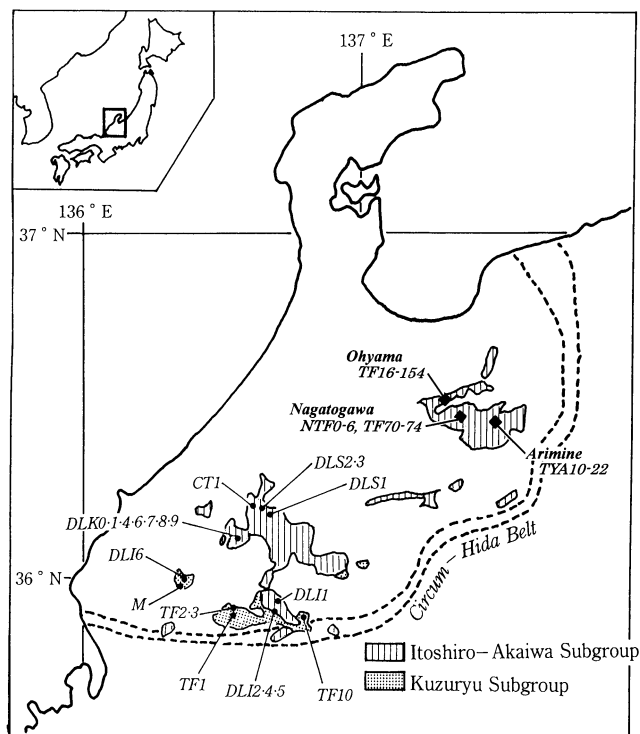 137° E
136° E
37° N
Ohyama
TF16-154
Nagatogawa
NTF0-6, TF70-74
Arimine
TYA10-22
DLS2·3
CT1
DLS1
DLK0·1·4·6·7·8·9
DLI6
36° N
M
DLI1
TF2·3
Circum-Hida Belt
TF1
DLI2·4·5
TF10
Itoshiro-Akaiwa Subgroup
Kuzuryu Subgroup